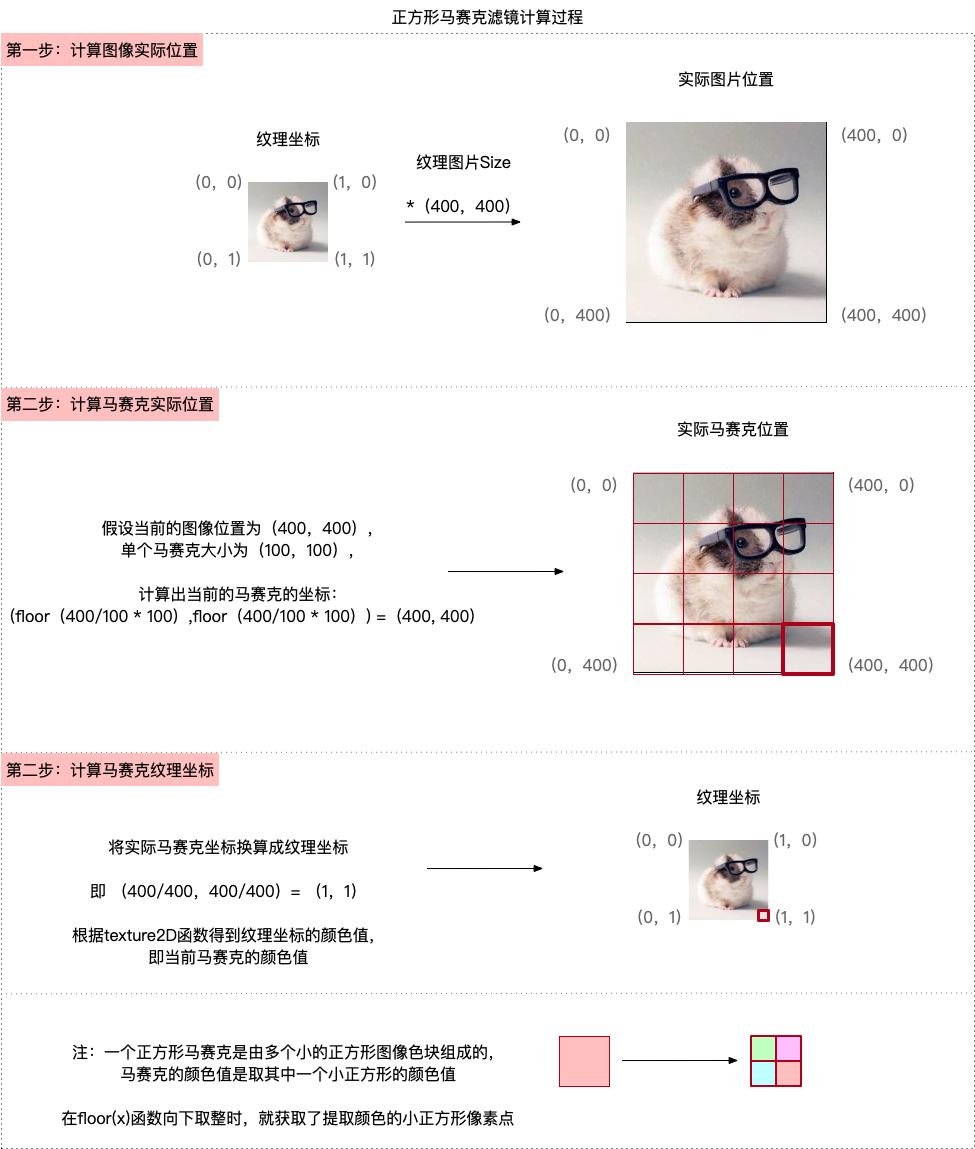 正方形马赛克滤镜计算过程
第一步：计算图像实际位置
实际图片位置
纹理坐标
(0，0)
(1，0)
(0，1)
(1，1)
纹理图片Size
*（400，400）
(0，0)
(400，0)
(0，400)
(400，400)
第二步：计算马赛克实际位置
实际马赛克位置
假设当前的图像位置为（400，400），
单个马赛克大小为（100，100），
计算出当前的马赛克的坐标：
(floor（400/100 * 100）,floor（400/100 * 100）) =（400, 400）
(0，0)
(400，0)
(0，400)
(400，400)
第二步：计算马赛克纹理坐标
纹理坐标
将实际马赛克坐标换算成纹理坐标
即 （400/400，400/400）= （1，1）
根据texture2D函数得到纹理坐标的颜色值，
即当前马赛克的颜色值
(0，0)
(1，0)
(0，1)
(1，1)
注：一个正方形马赛克是由多个小的正方形图像色块组成的，
马赛克的颜色值是取其中一个小正方形的颜色值
在floor(x)函数向下取整时，就获取了提取颜色的小正方形像素点